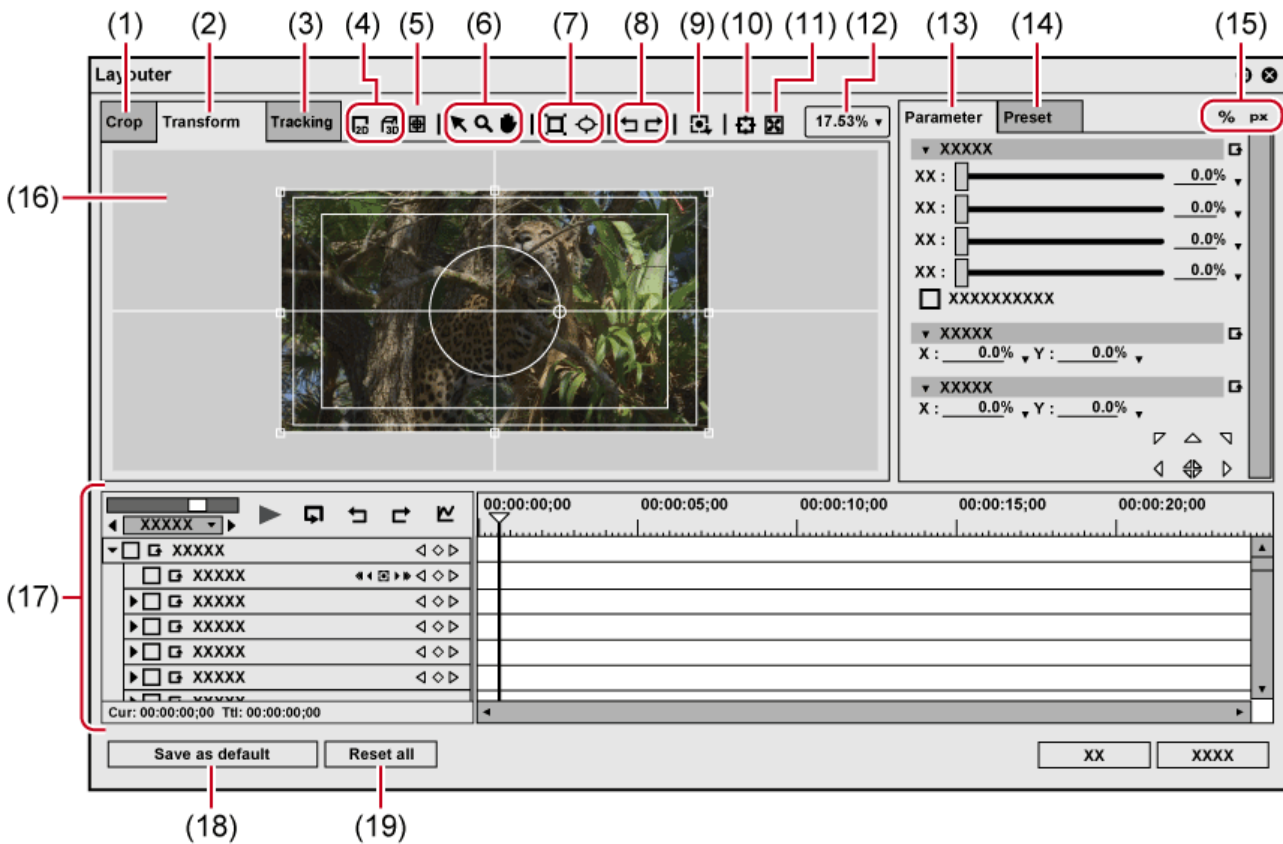 (1) (2) (3) (4) (5) (6) (7) (8) (9) (10) (11) (12) (13) (14) (15)
Layouter
Crop Transform Tracking 2D 3D 17.53% Parameter Preset % px
XXXXX
(16)
XX : 0.0%
XX : 0.0%
XX : 0.0%
XX : 0.0%
XXXXXXXXXX
XXXXX
X : 0.0% Y : 0.0%
XXXXX
X : 0.0% Y : 0.0%
00:00:00;00 00:00:05;00 00:00:10;00 00:00:15;00 00:00:20;00
XXXXX
XXXXX
XXXXX
(17)
XXXXX
XXXXX
XXXXX
XXXXX
XXXXX
Cur: 00:00:00;00 Ttl: 00:00:00;00
Save as default Reset all XX XXXX
(18) (19)